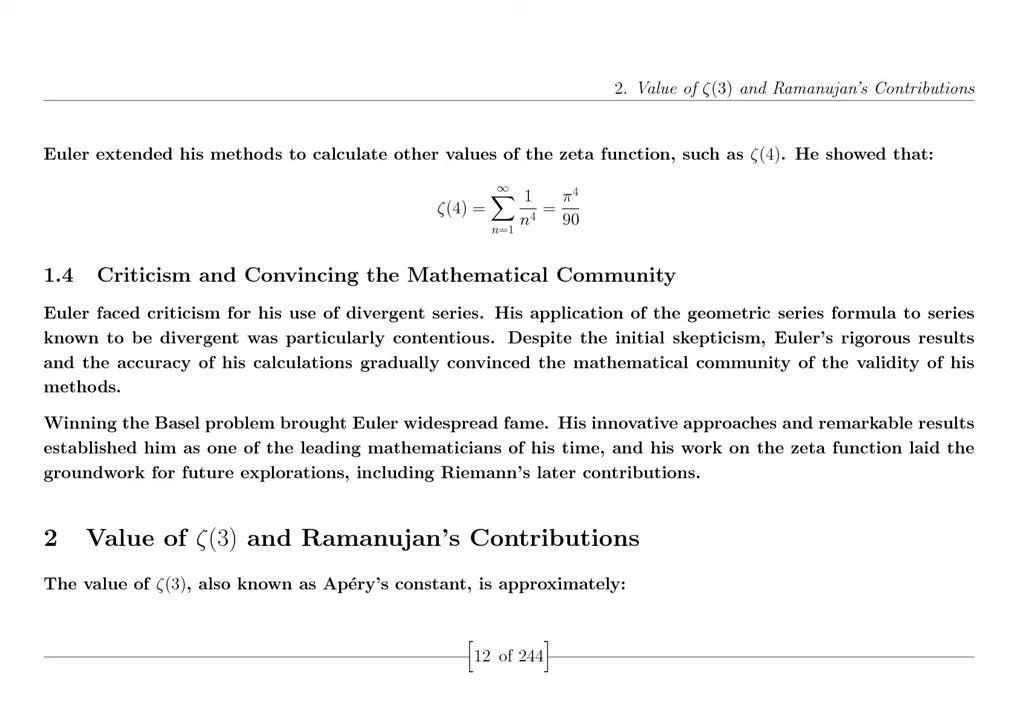 2. Value of ζ(3) and Ramanujan's Contributions
Euler extended his methods to calculate other values of the zeta function, such as ζ(4). He showed that:
ζ(4) = ∑_{n=1}^{∞} 1/n⁴ = π⁴/90
1.4 Criticism and Convincing the Mathematical Community
Euler faced criticism for his use of divergent series. His application of the geometric series formula to series
known to be divergent was particularly contentious. Despite the initial skepticism, Euler's rigorous results
and the accuracy of his calculations gradually convinced the mathematical community of the validity of his
methods.
Winning the Basel problem brought Euler widespread fame. His innovative approaches and remarkable results
established him as one of the leading mathematicians of his time, and his work on the zeta function laid the
groundwork for future explorations, including Riemann's later contributions.
2 Value of ζ(3) and Ramanujan's Contributions
The value of ζ(3), also known as Apéry's constant, is approximately:
[12 of 244]